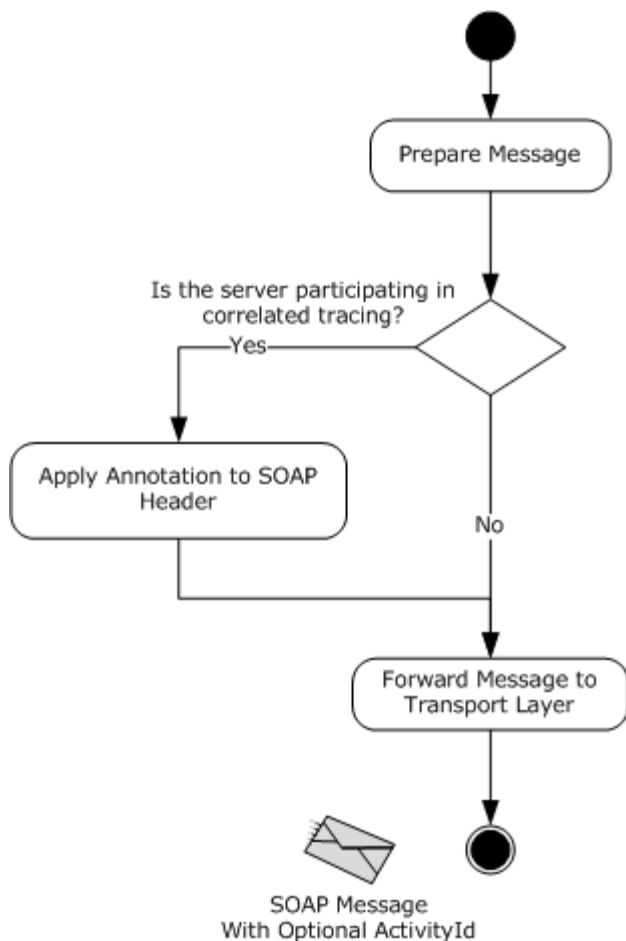 Prepare Message
Is the server participating in
correlated tracing?
Yes
Apply Annotation to SOAP
Header
No
Forward Message to
Transport Layer
SOAP Message
With Optional ActivityId